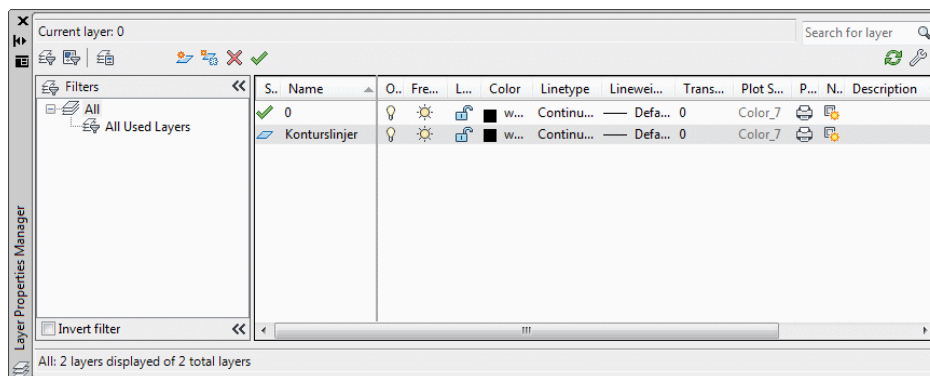 Current layer: 0
Search for layer
Filters
All
All Used Layers
S.. Name O.. Fre... L... Color Linetype Linewei... Trans... Plot S... P... N.. Description
0 w... Continu... Defa... 0 Color_7
Konturslinjer w... Continu... Defa... 0 Color_7
Invert filter
All: 2 layers displayed of 2 total layers
Layer Properties Manager